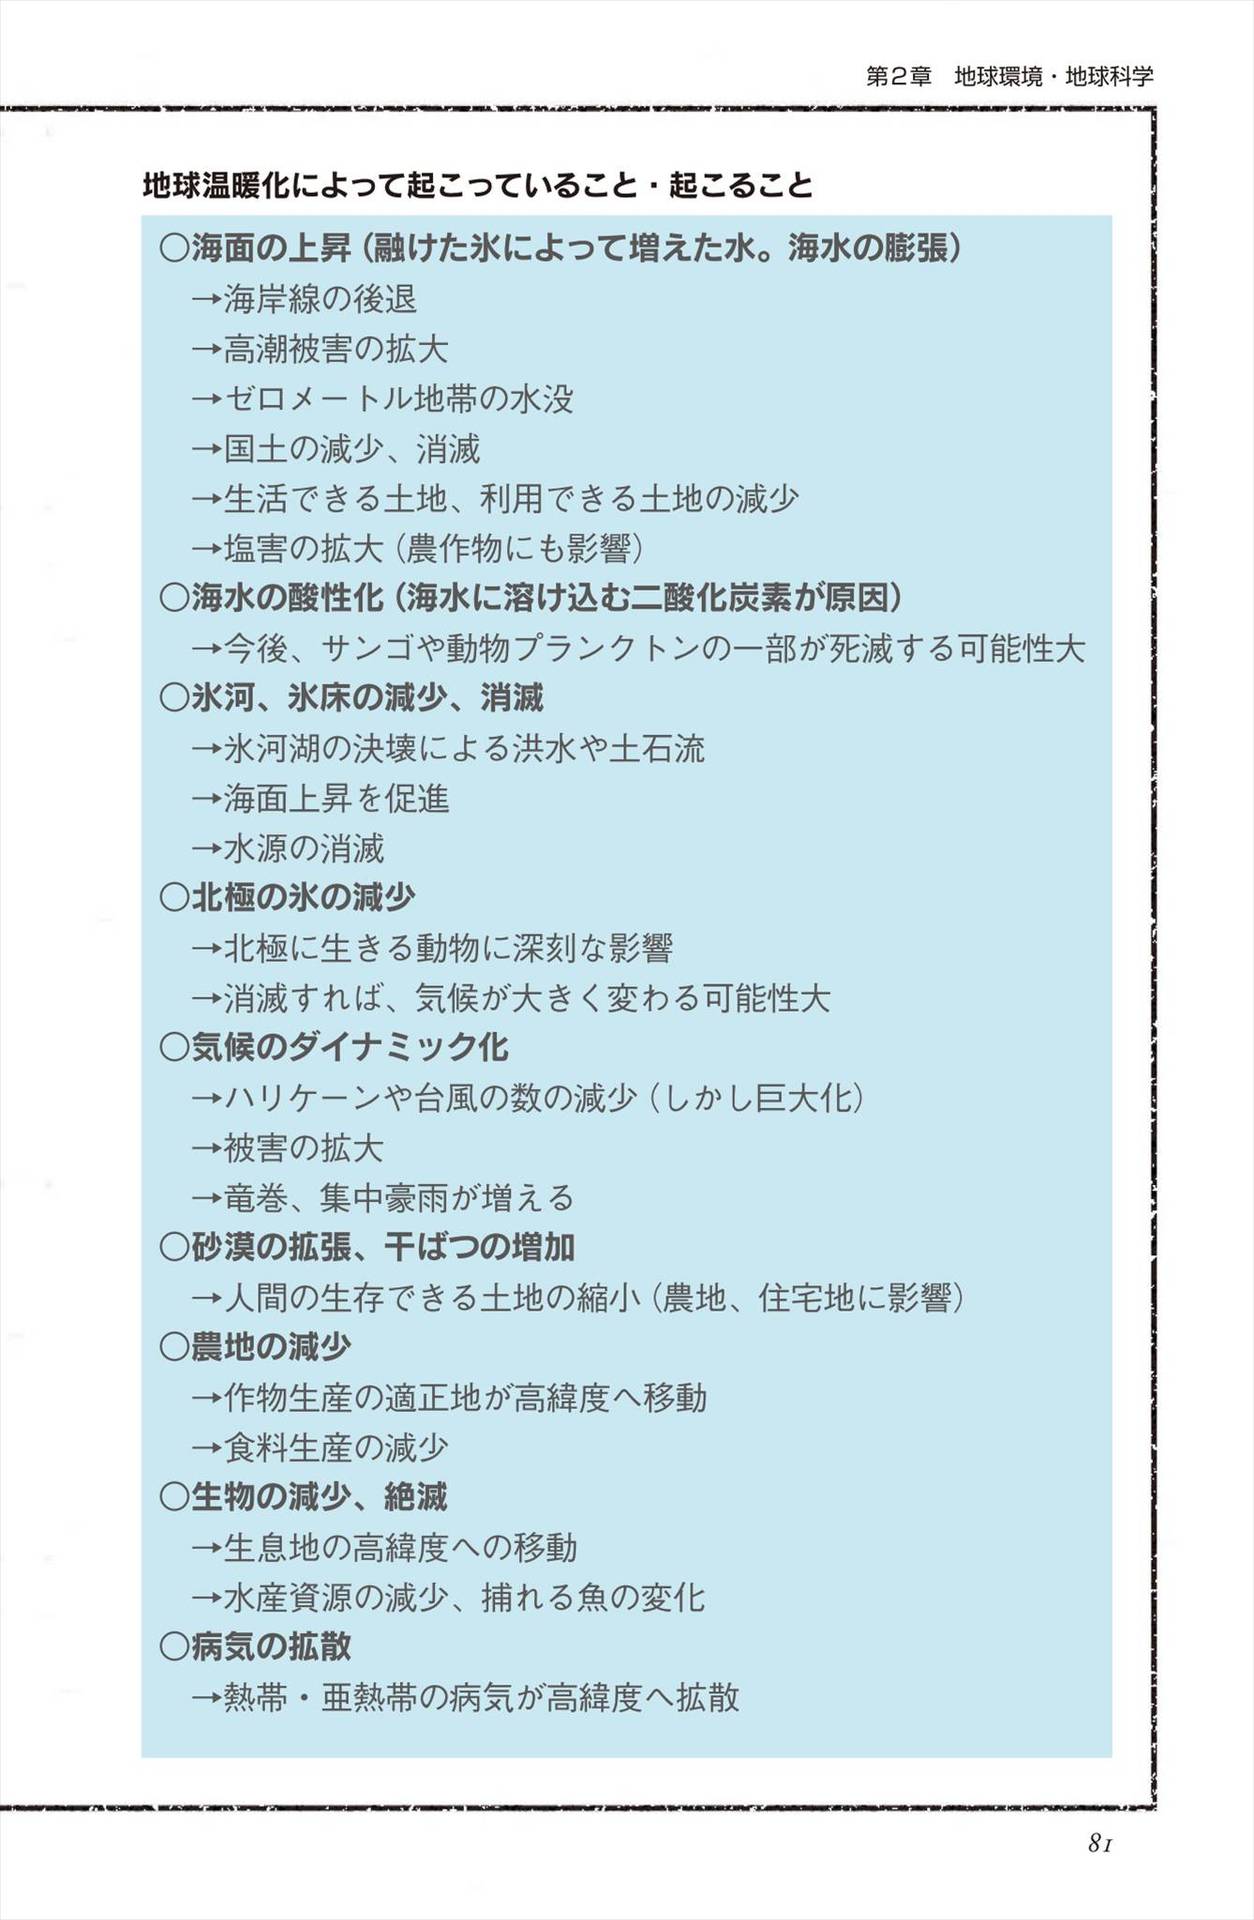 第2章　地球環境・地球科学
地球温暖化によって起こっていること・起こること
○海面の上昇（融けた氷によって増えた水。海水の膨張）
→海岸線の後退
→高潮被害の拡大
→ゼロメートル地帯の水没
→国土の減少、消滅
→生活できる土地、利用できる土地の減少
→塩害の拡大（農作物にも影響）
○海水の酸性化（海水に溶け込む二酸化炭素が原因）
→今後、サンゴや動物プランクトンの一部が死滅する可能性大
○氷河、氷床の減少、消滅
→氷河湖の決壊による洪水や土石流
→海面上昇を促進
→水源の消滅
○北極の氷の減少
→北極に生きる動物に深刻な影響
→消滅すれば、気候が大きく変わる可能性大
○気候のダイナミック化
→ハリケーンや台風の数の減少（しかし巨大化）
→被害の拡大
→竜巻、集中豪雨が増える
○砂漠の拡張、干ばつの増加
→人間の生存できる土地の縮小（農地、住宅地に影響）
○農地の減少
→作物生産の適正地が高緯度へ移動
→食料生産の減少
○生物の減少、絶滅
→生息地の高緯度への移動
→水産資源の減少、捕れる魚の変化
○病気の拡散
→熱帯・亜熱帯の病気が高緯度へ拡散
81